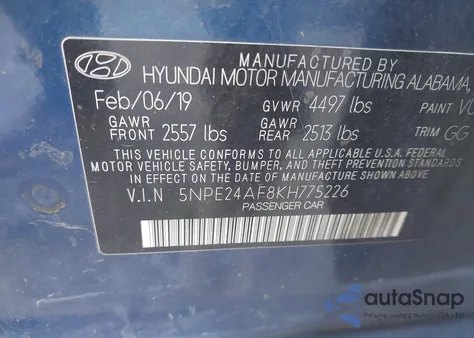 MANUFACTURED BY
HYUNDAI MOTOR MANUFACTURING ALABAMA,
Feb/06/19 GVWR 4497 lbs PAINT
GAWR FRONT 2557 lbs GAWR REAR 2513 lbs TRIM GG
THIS VEHICLE CONFORMS TO ALL APPLICABLE U.S.A. FEDERAL
MOTOR VEHICLE SAFETY, BUMPER, AND THEFT PREVENTION STANDARDS
IN EFFECT ON THE DATE OF MANUFACTURE SHOWN ABOVE.
V.I.N 5NPE24AF8KH775226
PASSENGER CAR
autoSnap